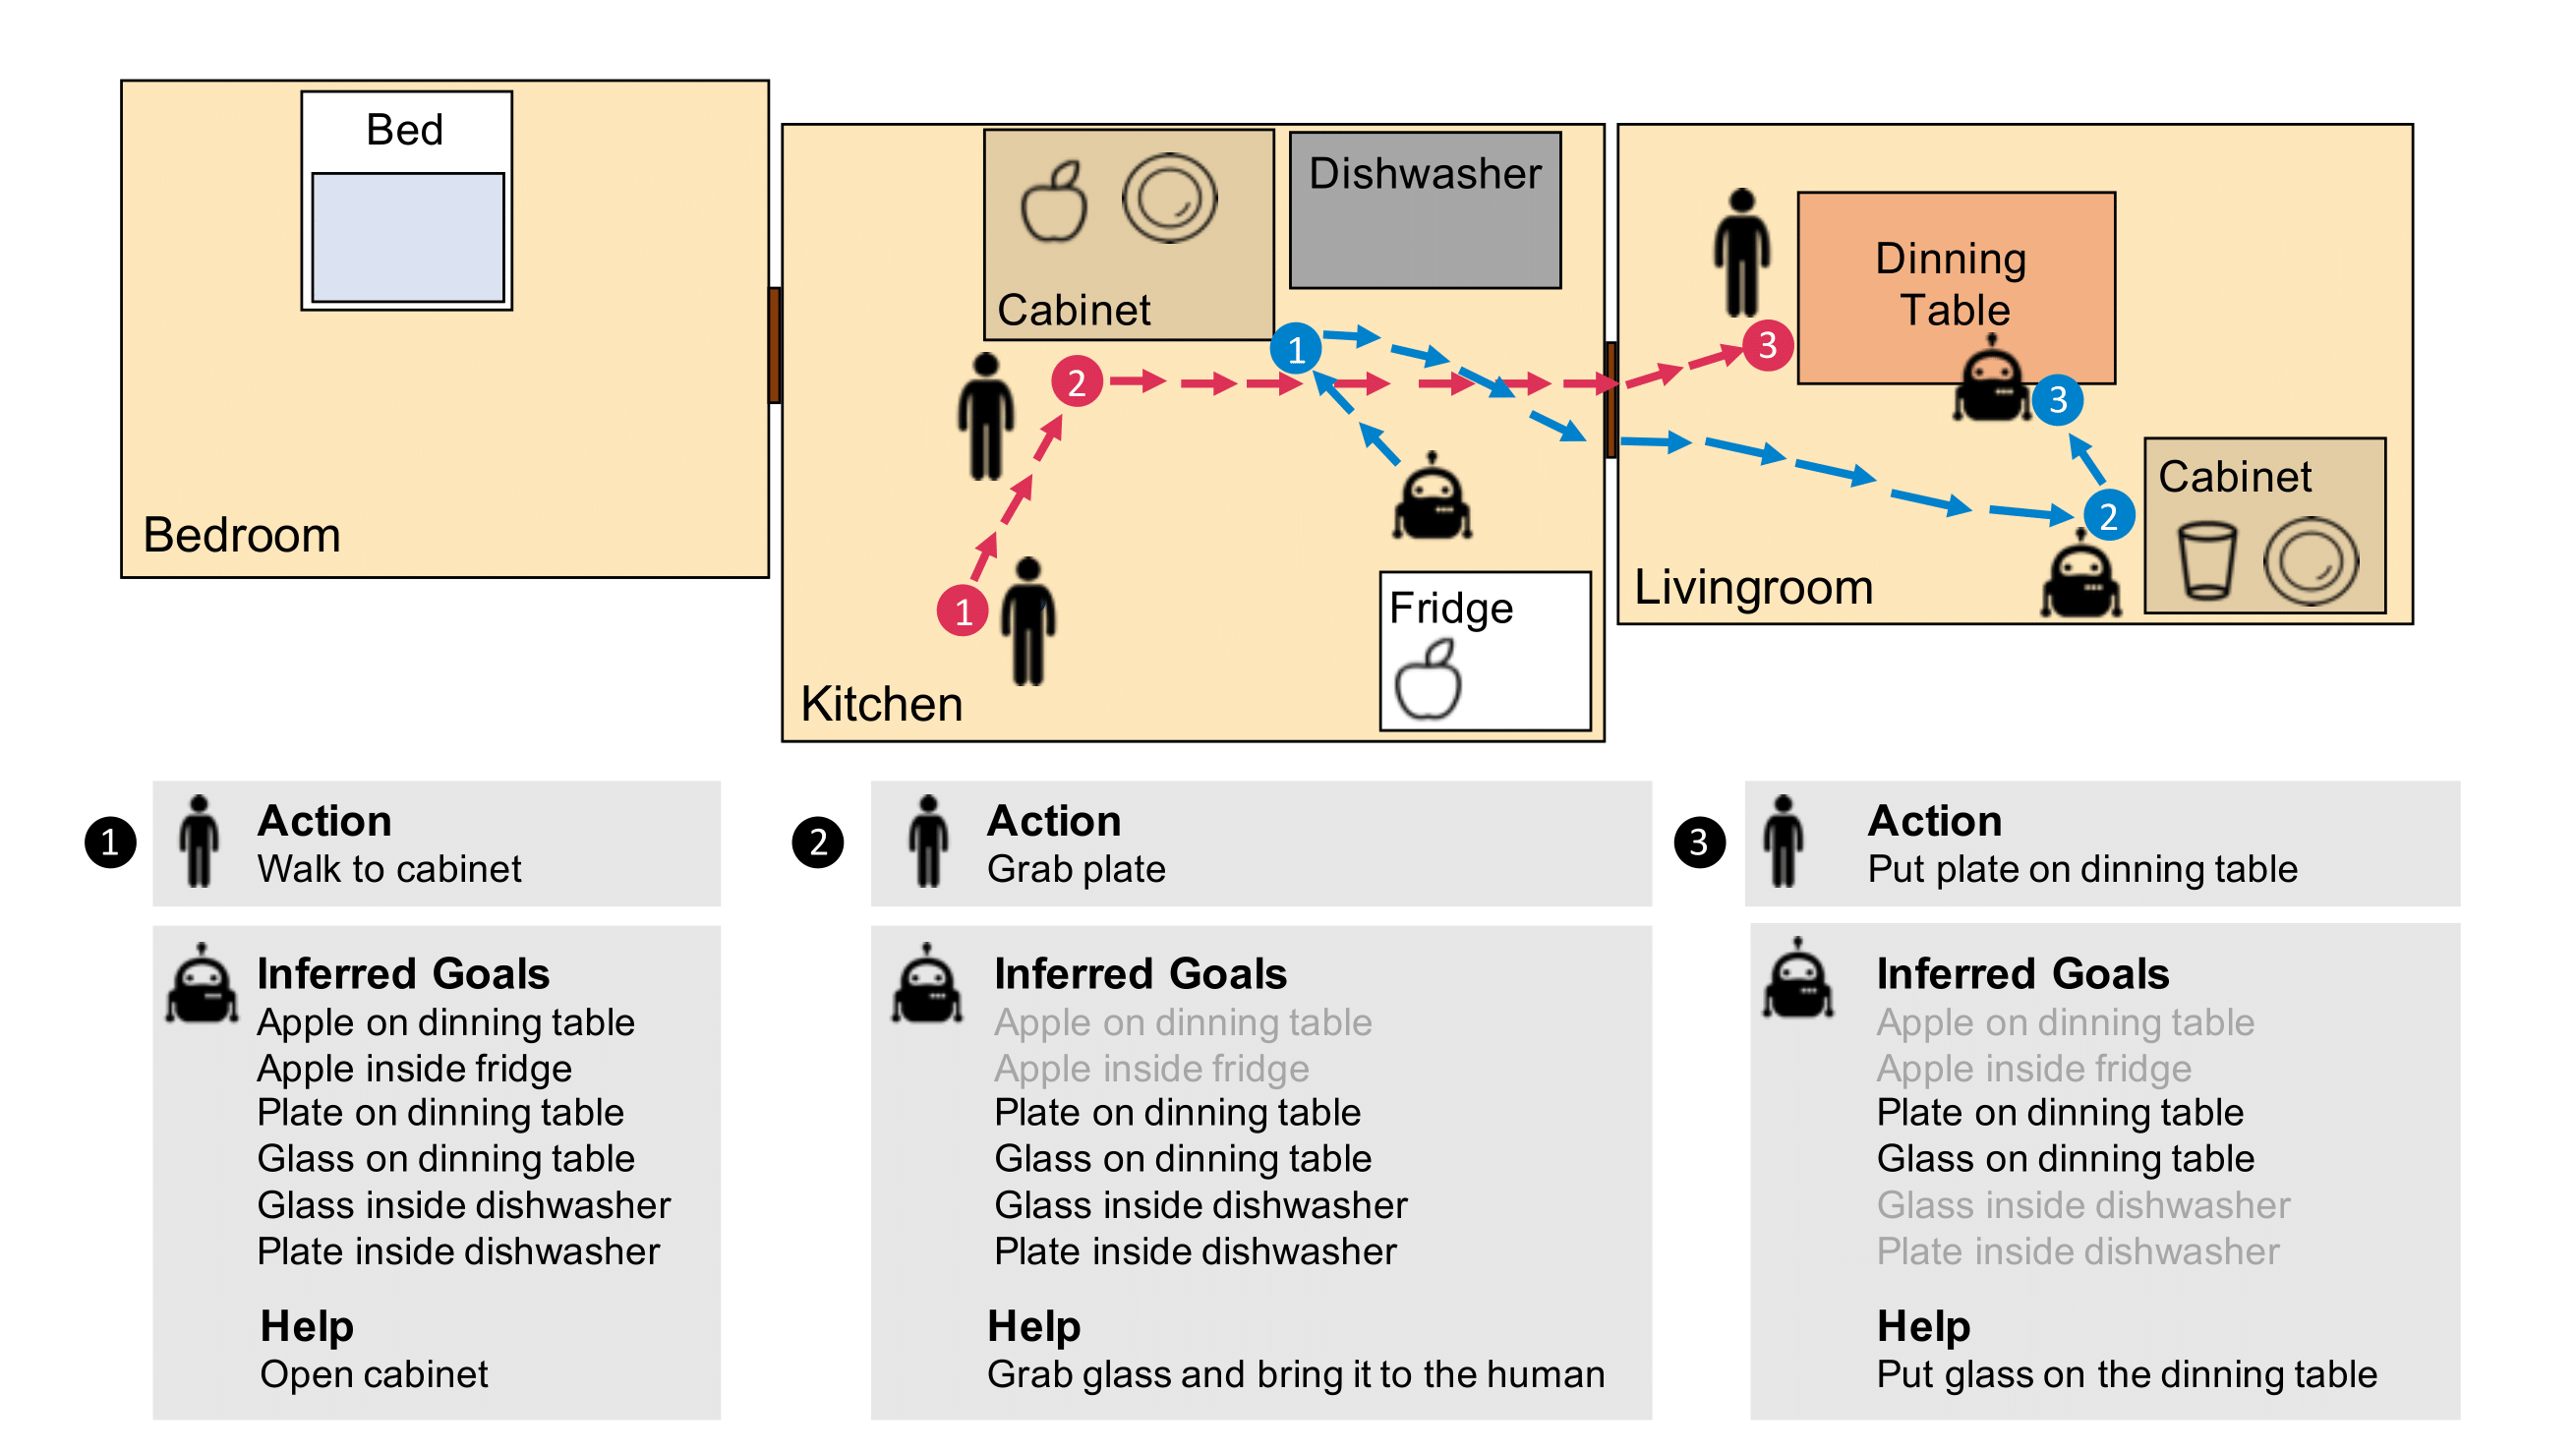 Bed
Bedroom
Cabinet
Dishwasher
1
2
Kitchen
1
Fridge
3
Dinning
Table
3
2
Cabinet
Livingroom
1
Action
Walk to cabinet
Inferred Goals
Apple on dinning table
Apple inside fridge
Plate on dinning table
Glass on dinning table
Glass inside dishwasher
Plate inside dishwasher
Help
Open cabinet
2
Action
Grab plate
Inferred Goals
Apple on dinning table
Apple inside fridge
Plate on dinning table
Glass on dinning table
Glass inside dishwasher
Plate inside dishwasher
Help
Grab glass and bring it to the human
3
Action
Put plate on dinning table
Inferred Goals
Apple on dinning table
Apple inside fridge
Plate on dinning table
Glass on dinning table
Glass inside dishwasher
Plate inside dishwasher
Help
Put glass on the dinning table